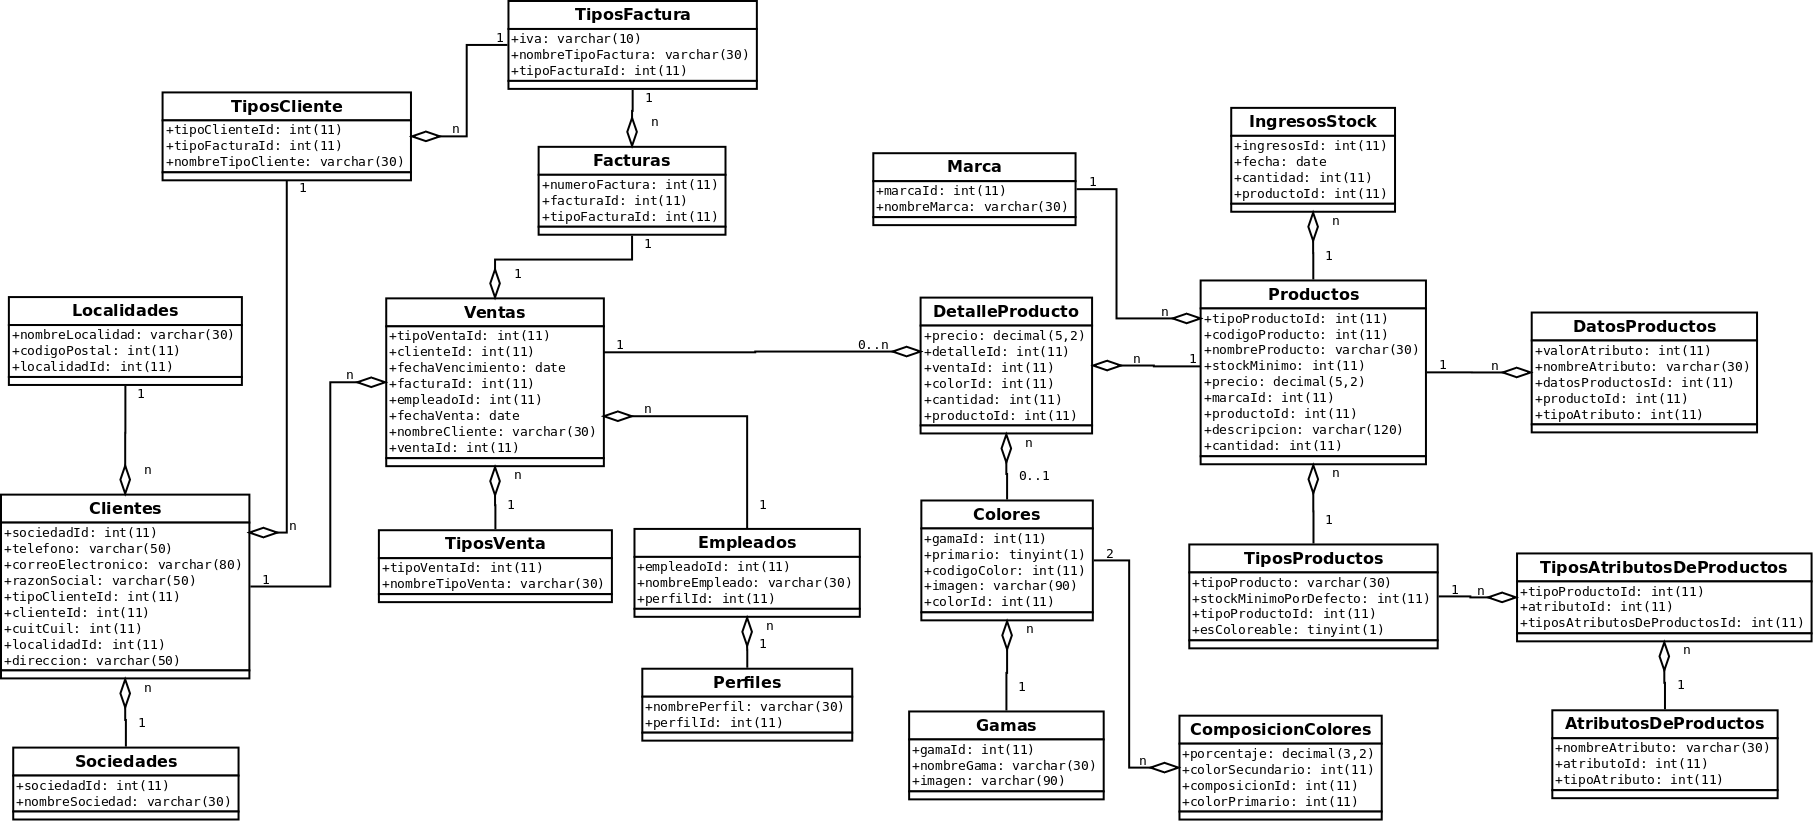 TiposFactura
+iva: varchar(10)
+nombreTipoFactura: varchar(30)
+tipoFacturaId: int(11)
1
1
n
n
TiposCliente
+tipoClienteId: int(11)
+tipoFacturaId: int(11)
+nombreTipoCliente: varchar(30)
1
Facturas
+numeroFactura: int(11)
+facturaId: int(11)
+tipoFacturaId: int(11)
1
1
Marca
+marcaId: int(11)
+nombreMarca: varchar(30)
1
n
IngresosStock
+ingresosId: int(11)
+fecha: date
+cantidad: int(11)
+productoId: int(11)
n
1
Localidades
+nombreLocalidad: varchar(30)
+codigoPostal: int(11)
+localidadId: int(11)
1
n
Ventas
+tipoVentaId: int(11)
+clienteId: int(11)
+fechaVencimiento: date
+facturaId: int(11)
+empleadoId: int(11)
+fechaVenta: date
+nombreCliente: varchar(30)
+ventaId: int(11)
n
1
0..n
n
1
n
1
DetalleProducto
+precio: decimal(5,2)
+detalleId: int(11)
+ventaId: int(11)
+colorId: int(11)
+cantidad: int(11)
+productoId: int(11)
n
1
n
0..1
Productos
+tipoProductoId: int(11)
+codigoProducto: int(11)
+nombreProducto: varchar(30)
+stockMinimo: int(11)
+precio: decimal(5,2)
+marcaId: int(11)
+productoId: int(11)
+descripcion: varchar(120)
+cantidad: int(11)
1
n
n
1
DatosProductos
+valorAtributo: int(11)
+nombreAtributo: varchar(30)
+datosProductosId: int(11)
+productoId: int(11)
+tipoAtributo: int(11)
Clientes
+sociedadId: int(11)
+telefono: varchar(50)
+correoElectronico: varchar(80)
+razonSocial: varchar(50)
+tipoClienteId: int(11)
+clienteId: int(11)
+cuitCuil: int(11)
+localidadId: int(11)
+direccion: varchar(50)
n
1
n
1
TiposVenta
+tipoVentaId: int(11)
+nombreTipoVenta: varchar(30)
Empleados
+empleadoId: int(11)
+nombreEmpleado: varchar(30)
+perfilId: int(11)
n
1
Colores
+gamaId: int(11)
+primario: tinyint(1)
+codigoColor: int(11)
+imagen: varchar(90)
+colorId: int(11)
2
n
1
n
TiposProductos
+tipoProducto: varchar(30)
+stockMinimoPorDefecto: int(11)
+tipoProductoId: int(11)
+esColoreable: tinyint(1)
1
n
TiposAtributosDeProductos
+tipoProductoId: int(11)
+atributoId: int(11)
+tiposAtributosDeProductosId: int(11)
n
1
Perfiles
+nombrePerfil: varchar(30)
+perfilId: int(11)
Sociedades
+sociedadId: int(11)
+nombreSociedad: varchar(30)
Gamas
+gamaId: int(11)
+nombreGama: varchar(30)
+imagen: varchar(90)
ComposicionColores
+porcentaje: decimal(3,2)
+colorSecundario: int(11)
+composicionId: int(11)
+colorPrimario: int(11)
AtributosDeProductos
+nombreAtributo: varchar(30)
+atributoId: int(11)
+tipoAtributo: int(11)